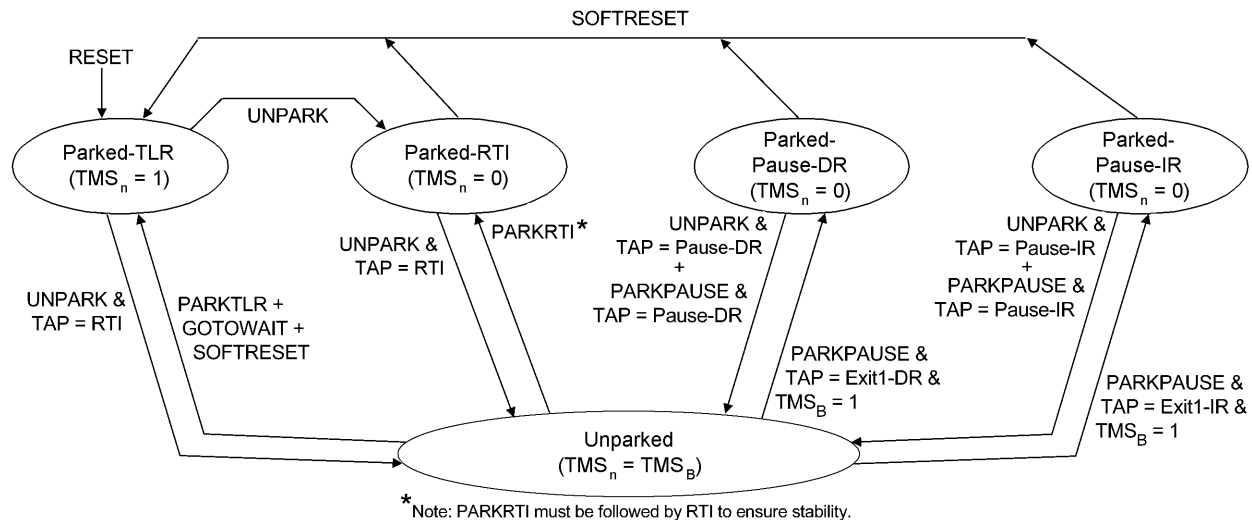 SOFTRESET
RESET
UNPARK
Parked-TLR
(TMSn = 1)
Parked-RTI
(TMSn = 0)
Parked-
Pause-DR
(TMSn = 0)
Parked-
Pause-IR
(TMSn = 0)
UNPARK &
TAP = RTI
PARKTLR +
GOTOWAIT +
SOFTRESET
UNPARK &
TAP = RTI
PARKRTI*
UNPARK &
TAP = Pause-DR
+
PARKPAUSE &
TAP = Pause-DR
PARKPAUSE &
TAP = Exit1-DR &
TMSB = 1
UNPARK &
TAP = Pause-IR
+
PARKPAUSE &
TAP = Pause-IR
PARKPAUSE &
TAP = Exit1-IR &
TMSB = 1
Unparked
(TMSn = TMSB)
*Note: PARKRTI must be followed by RTI to ensure stability.